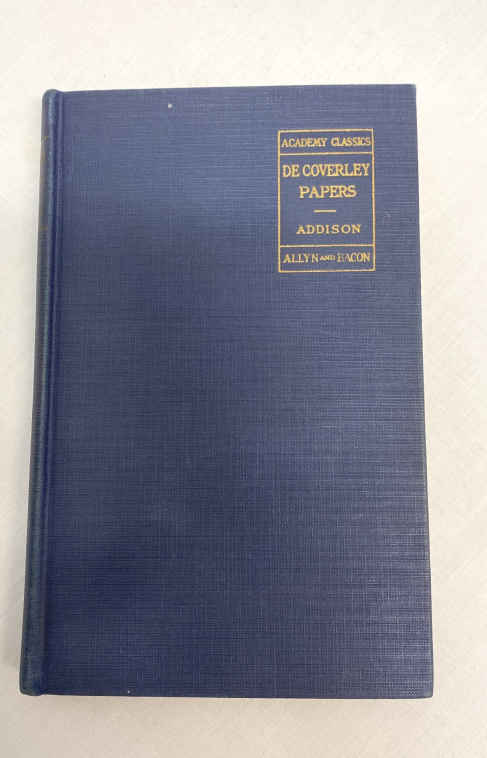 ACADEMY CLASSICS
DE COVERLEY
PAPERS
ADDISON
ALLYN AND BACON